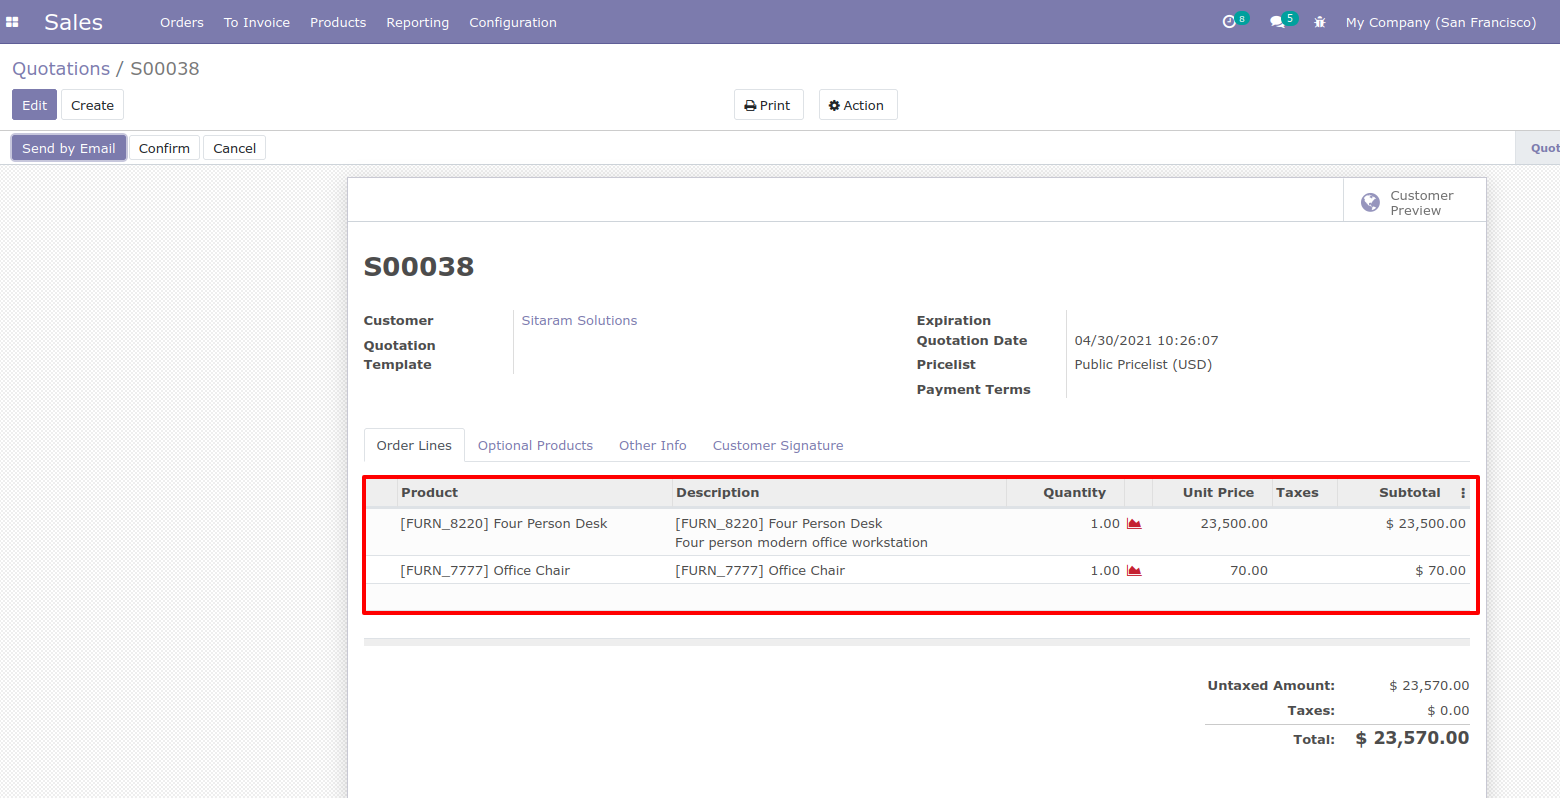 Sales Orders To Invoice Products Reporting Configuration 8 5 My Company (San Francisco)
Quotations / S00038
Edit Create Print Action
Send by Email Confirm Cancel Quot
Customer
Preview
S00038
Customer Sitaram Solutions
Quotation
Template
Expiration
Quotation Date 04/30/2021 10:26:07
Pricelist Public Pricelist (USD)
Payment Terms
Order Lines Optional Products Other Info Customer Signature
Product Description Quantity Unit Price Taxes Subtotal
[FURN_8220] Four Person Desk [FURN_8220] Four Person Desk 1.00 23,500.00 $ 23,500.00
Four person modern office workstation
[FURN_7777] Office Chair [FURN_7777] Office Chair 1.00 70.00 $ 70.00
Untaxed Amount: $ 23,570.00
Taxes: $ 0.00
Total: $ 23,570.00